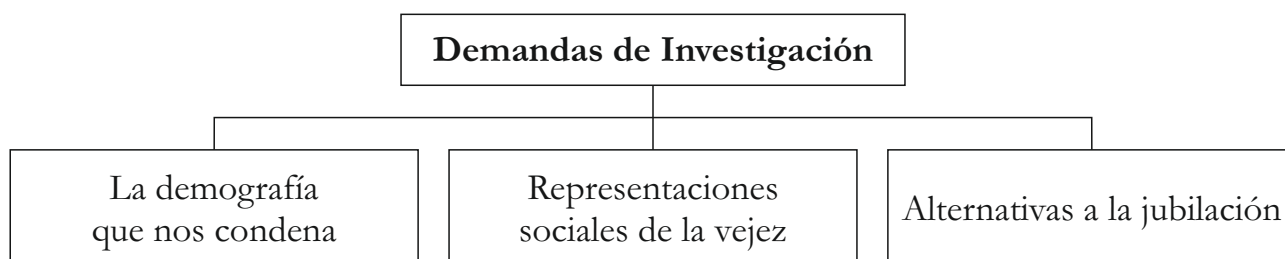 Demandas de Investigación
La demografía
que nos condena
Representaciones
sociales de la vejez
Alternativas a la jubilación